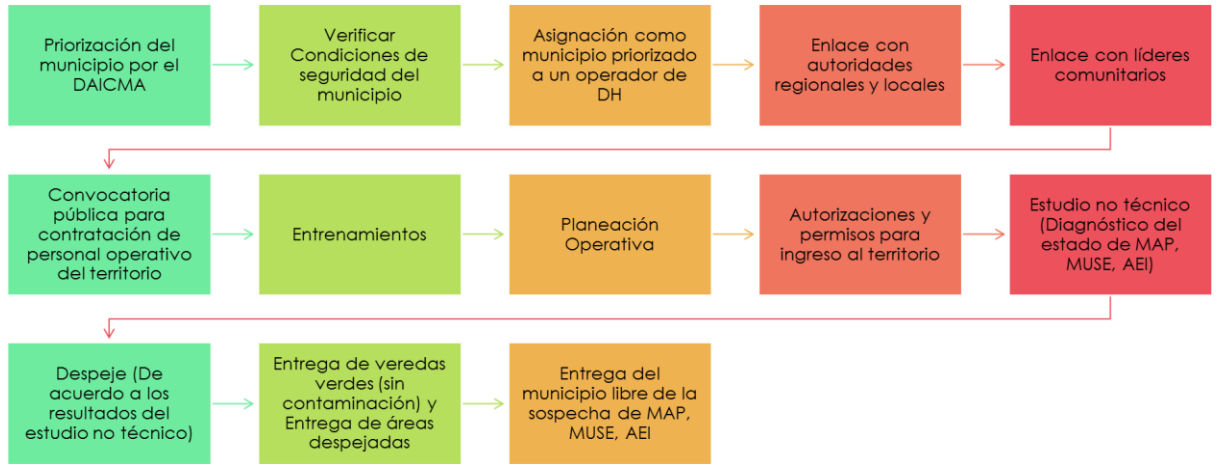 Priorización del
municipio por el
DAICMA
Verificar
Condiciones de
seguridad del
municipio
Asignación como
municipio priorizado
a un operador de
DH
Enlace con
autoridades
regionales y locales
Enlace con líderes
comunitarios
Convocatoria
pública para
contratación de
personal operativo
del territorio
Entrenamientos
Planeación
Operativa
Autorizaciones y
permisos para
ingreso al territorio
Estudio no técnico
(Diagnóstico del
estado de MAP,
MUSE, AEI)
Despeje (De
acuerdo a los
resultados del
estudio no técnico)
Entrega de veredas
verdes (sin
contaminación) y
Entrega de áreas
despejadas
Entrega del
municipio libre de la
sospecha de MAP,
MUSE, AEI